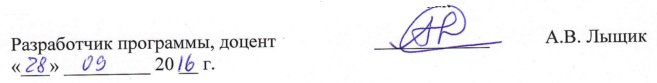 Разработчик программы, доцент А.В. Лыщик
«28» 09 2016 г.